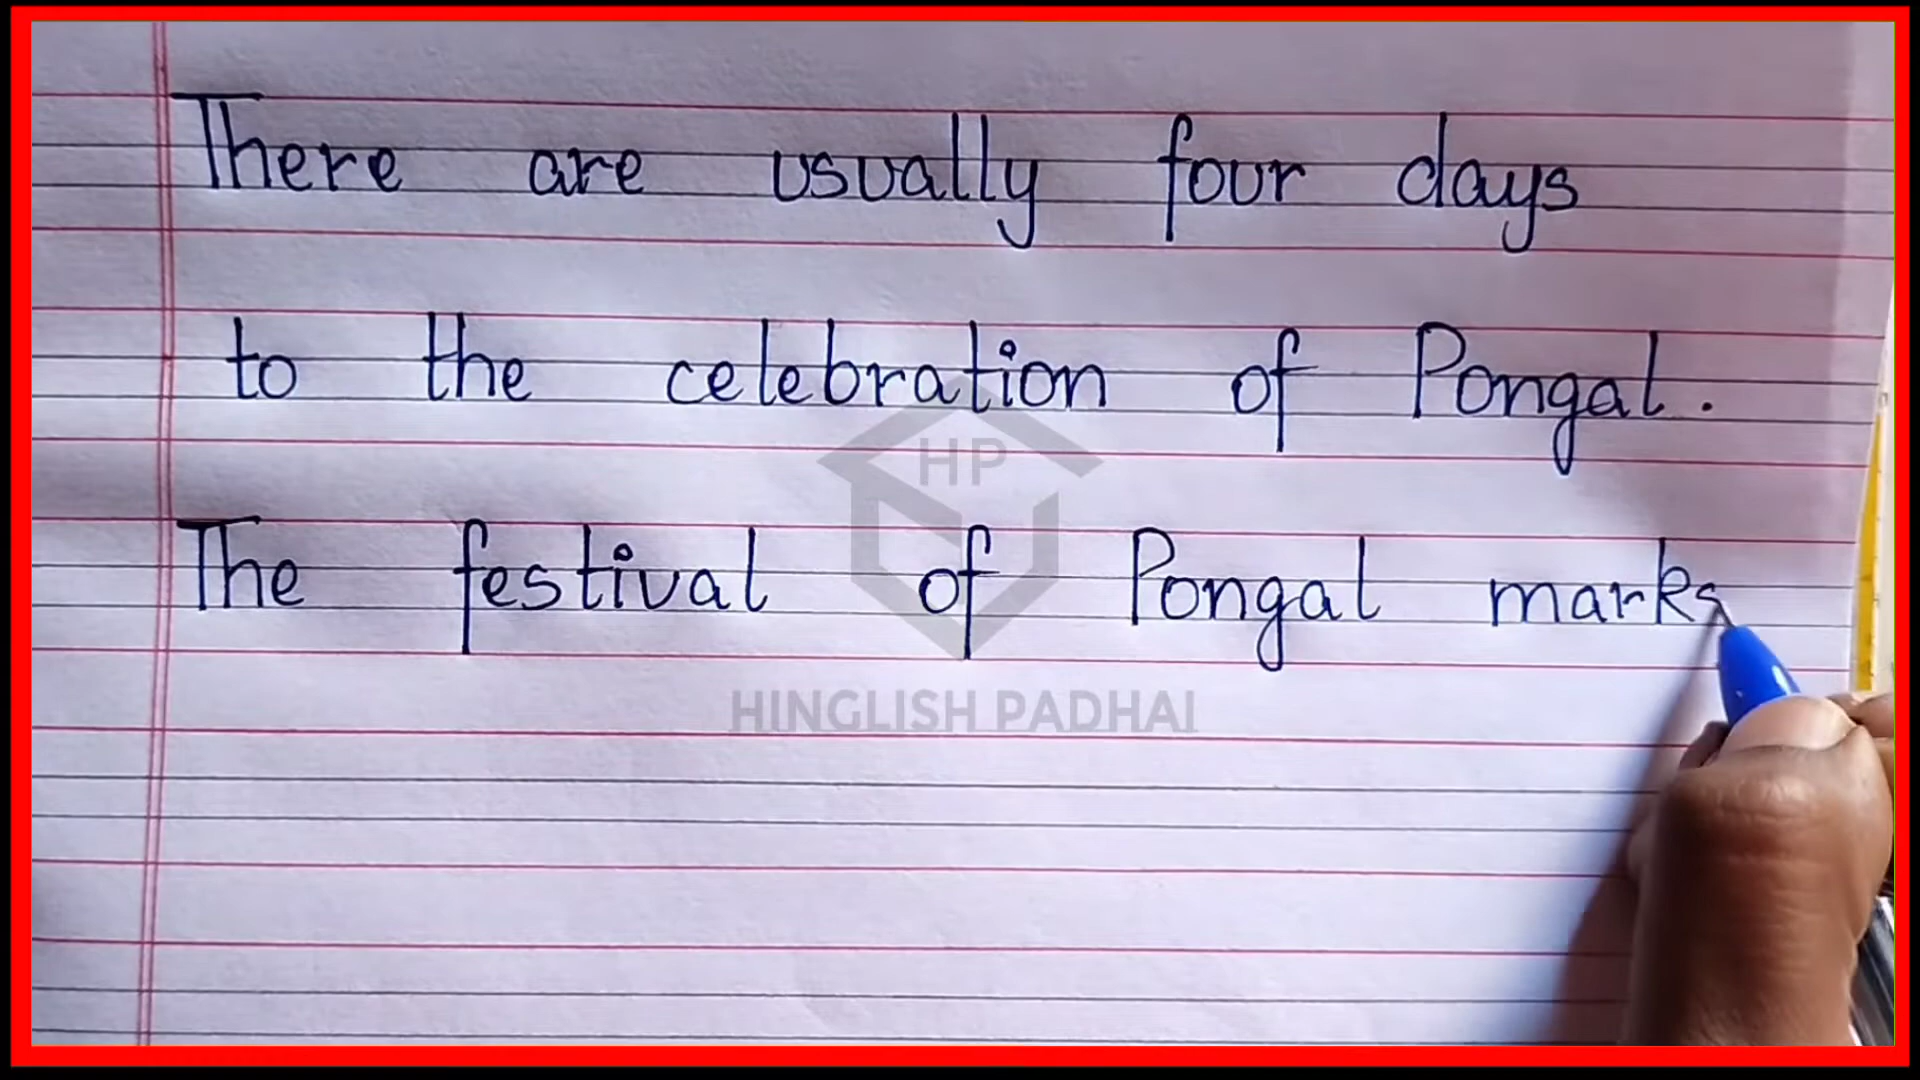 There are usually four days
to the celebration of Pongal.
HP
The festival of Pongal marks
HINGLISH PADHAI